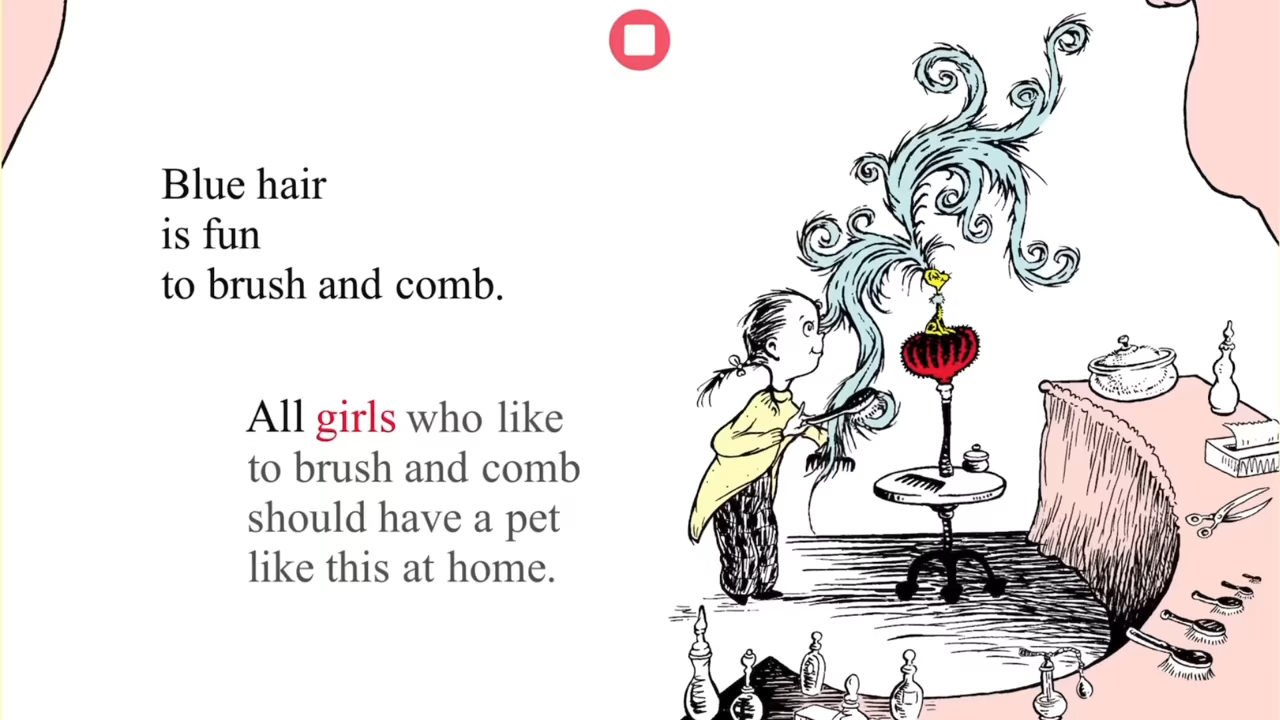 Blue hair
is fun
to brush and comb.
All girls who like
to brush and comb
should have a pet
like this at home.